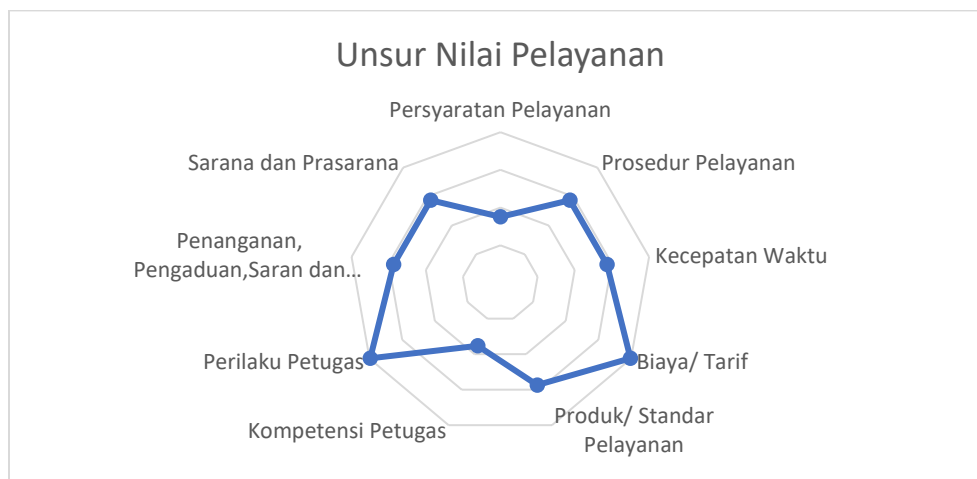 Unsur Nilai Pelayanan
Persyaratan Pelayanan
Prosedur Pelayanan
Kecepatan Waktu
Biaya/ Tarif
Produk/ Standar
Pelayanan
Kompetensi Petugas
Perilaku Petugas
Penanganan,
Pengaduan,Saran dan...
Sarana dan Prasarana